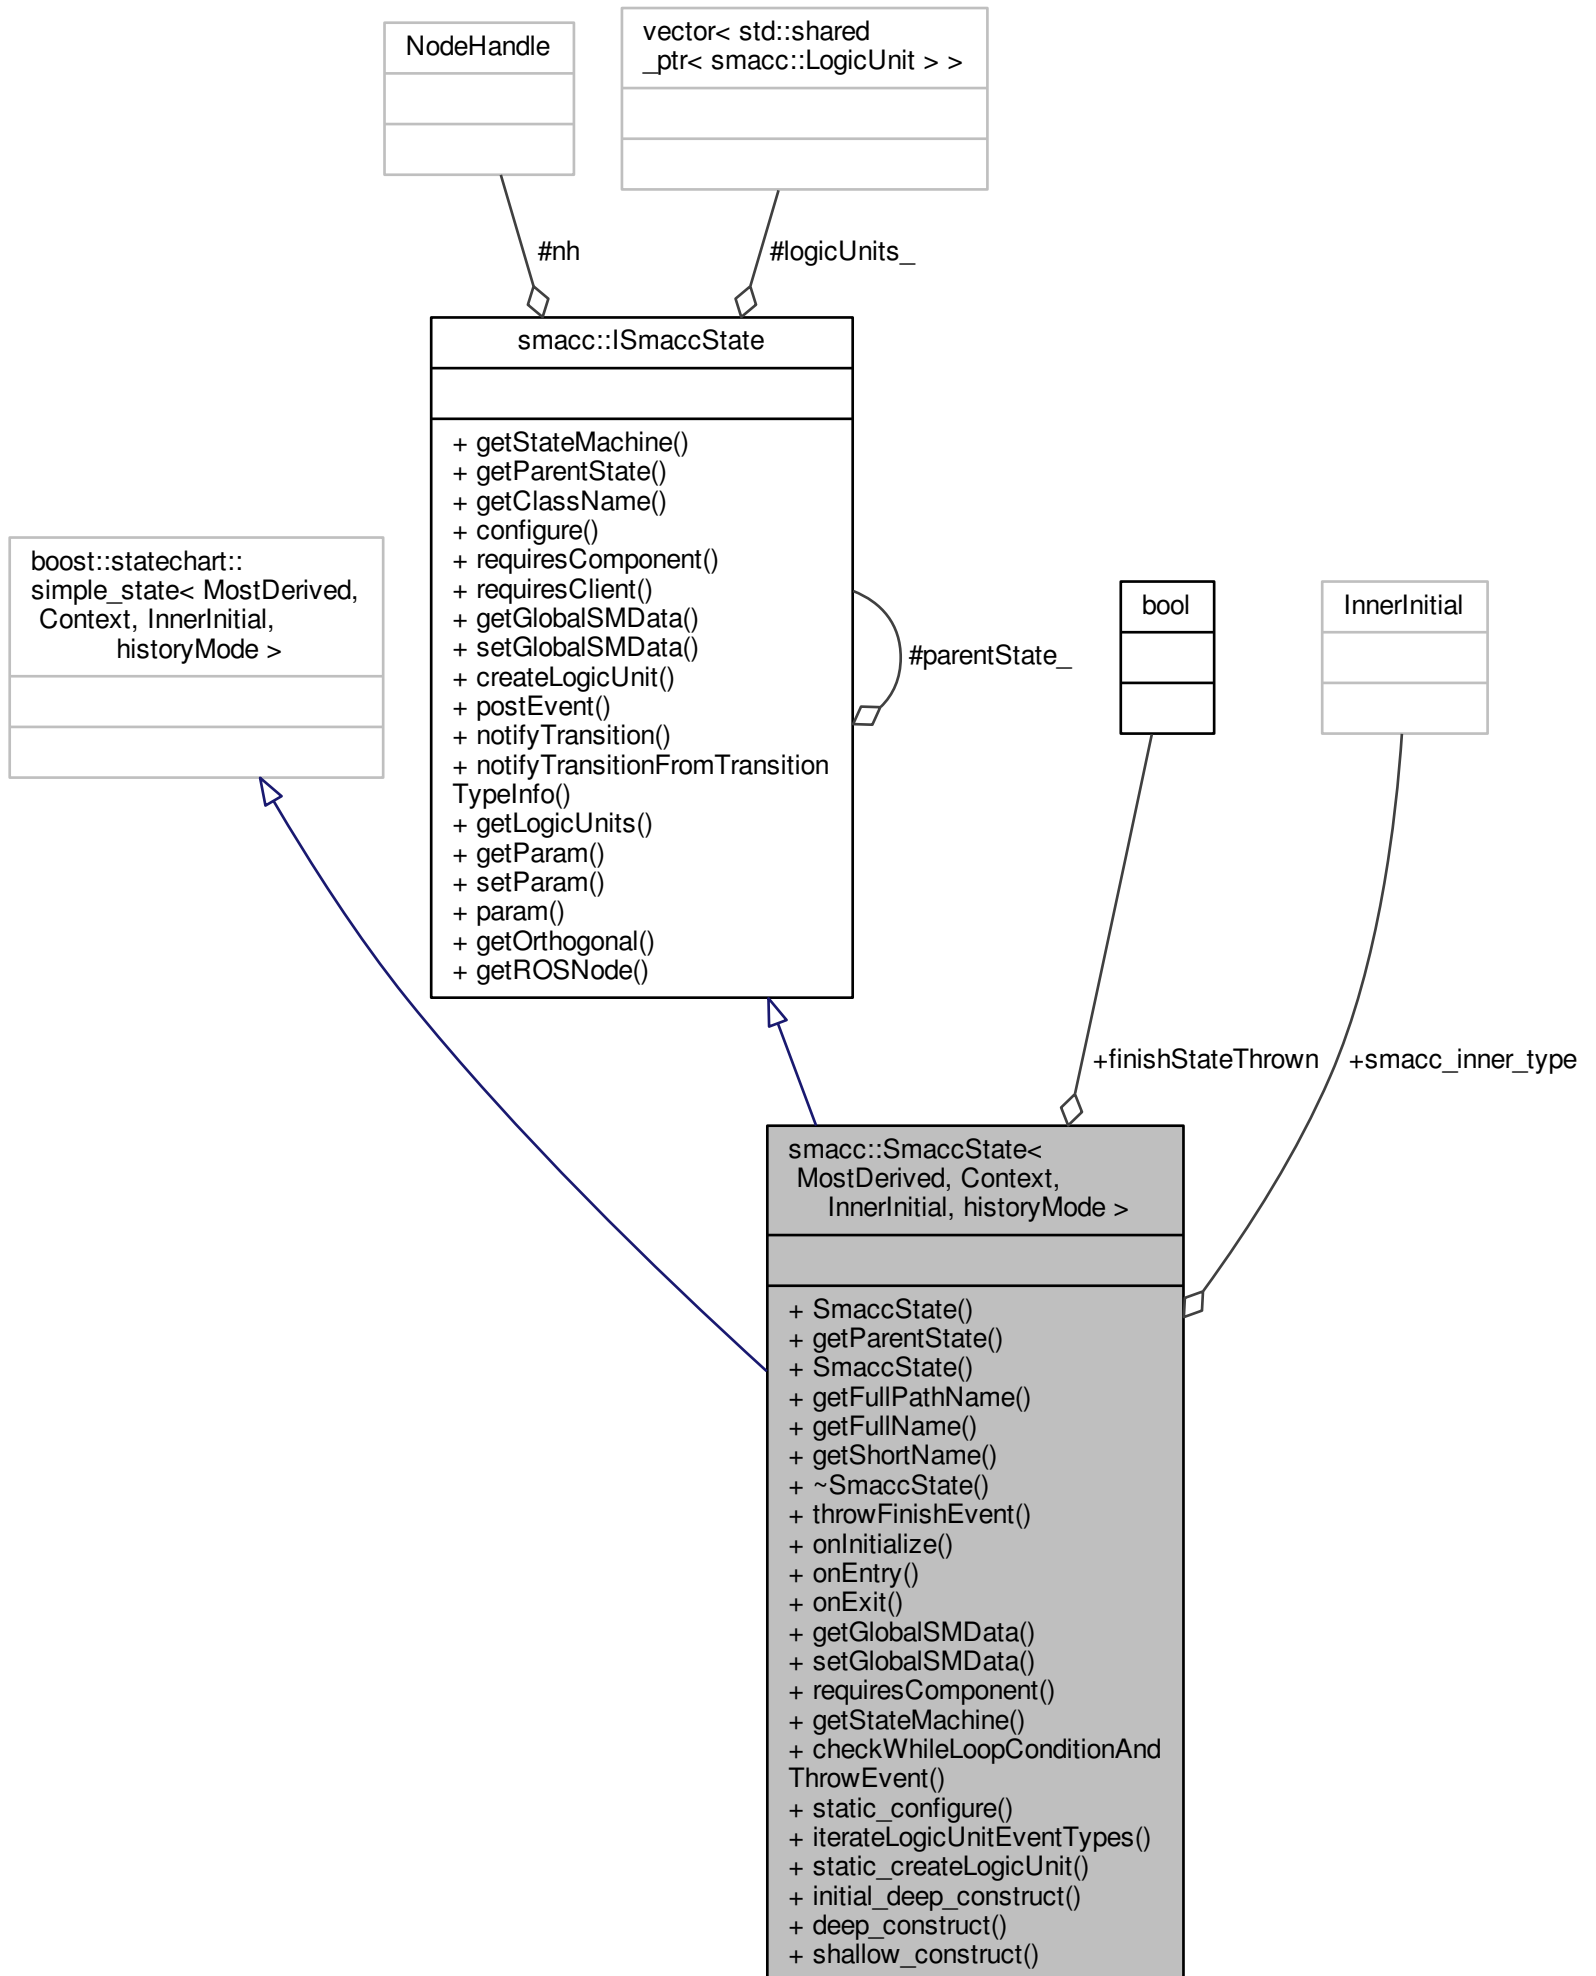 NodeHandle
vector< std::shared
_ptr< smacc::LogicUnit > >
#nh
#logicUnits_
smacc::ISmaccState
+ getStateMachine()
+ getParentState()
+ getClassName()
+ configure()
+ requiresComponent()
+ requiresClient()
+ getGlobalSMData()
+ setGlobalSMData()
+ createLogicUnit()
+ postEvent()
+ notifyTransition()
+ notifyTransitionFromTransition
TypeInfo()
+ getLogicUnits()
+ getParam()
+ setParam()
+ param()
+ getOrthogonal()
+ getROSNode()
#parentState_
boost::statechart::
simple_state< MostDerived,
Context, InnerInitial,
historyMode >
bool
InnerInitial
+finishStateThrown
+smacc_inner_type
smacc::SmaccState<
MostDerived, Context,
InnerInitial, historyMode >
+ SmaccState()
+ getParentState()
+ SmaccState()
+ getFullPathName()
+ getFullName()
+ getShortName()
+ ~SmaccState()
+ throwFinishEvent()
+ onInitialize()
+ onEntry()
+ onExit()
+ getGlobalSMData()
+ setGlobalSMData()
+ requiresComponent()
+ getStateMachine()
+ checkWhileLoopConditionAnd
ThrowEvent()
+ static_configure()
+ iterateLogicUnitEventTypes()
+ static_createLogicUnit()
+ initial_deep_construct()
+ deep_construct()
+ shallow_construct()